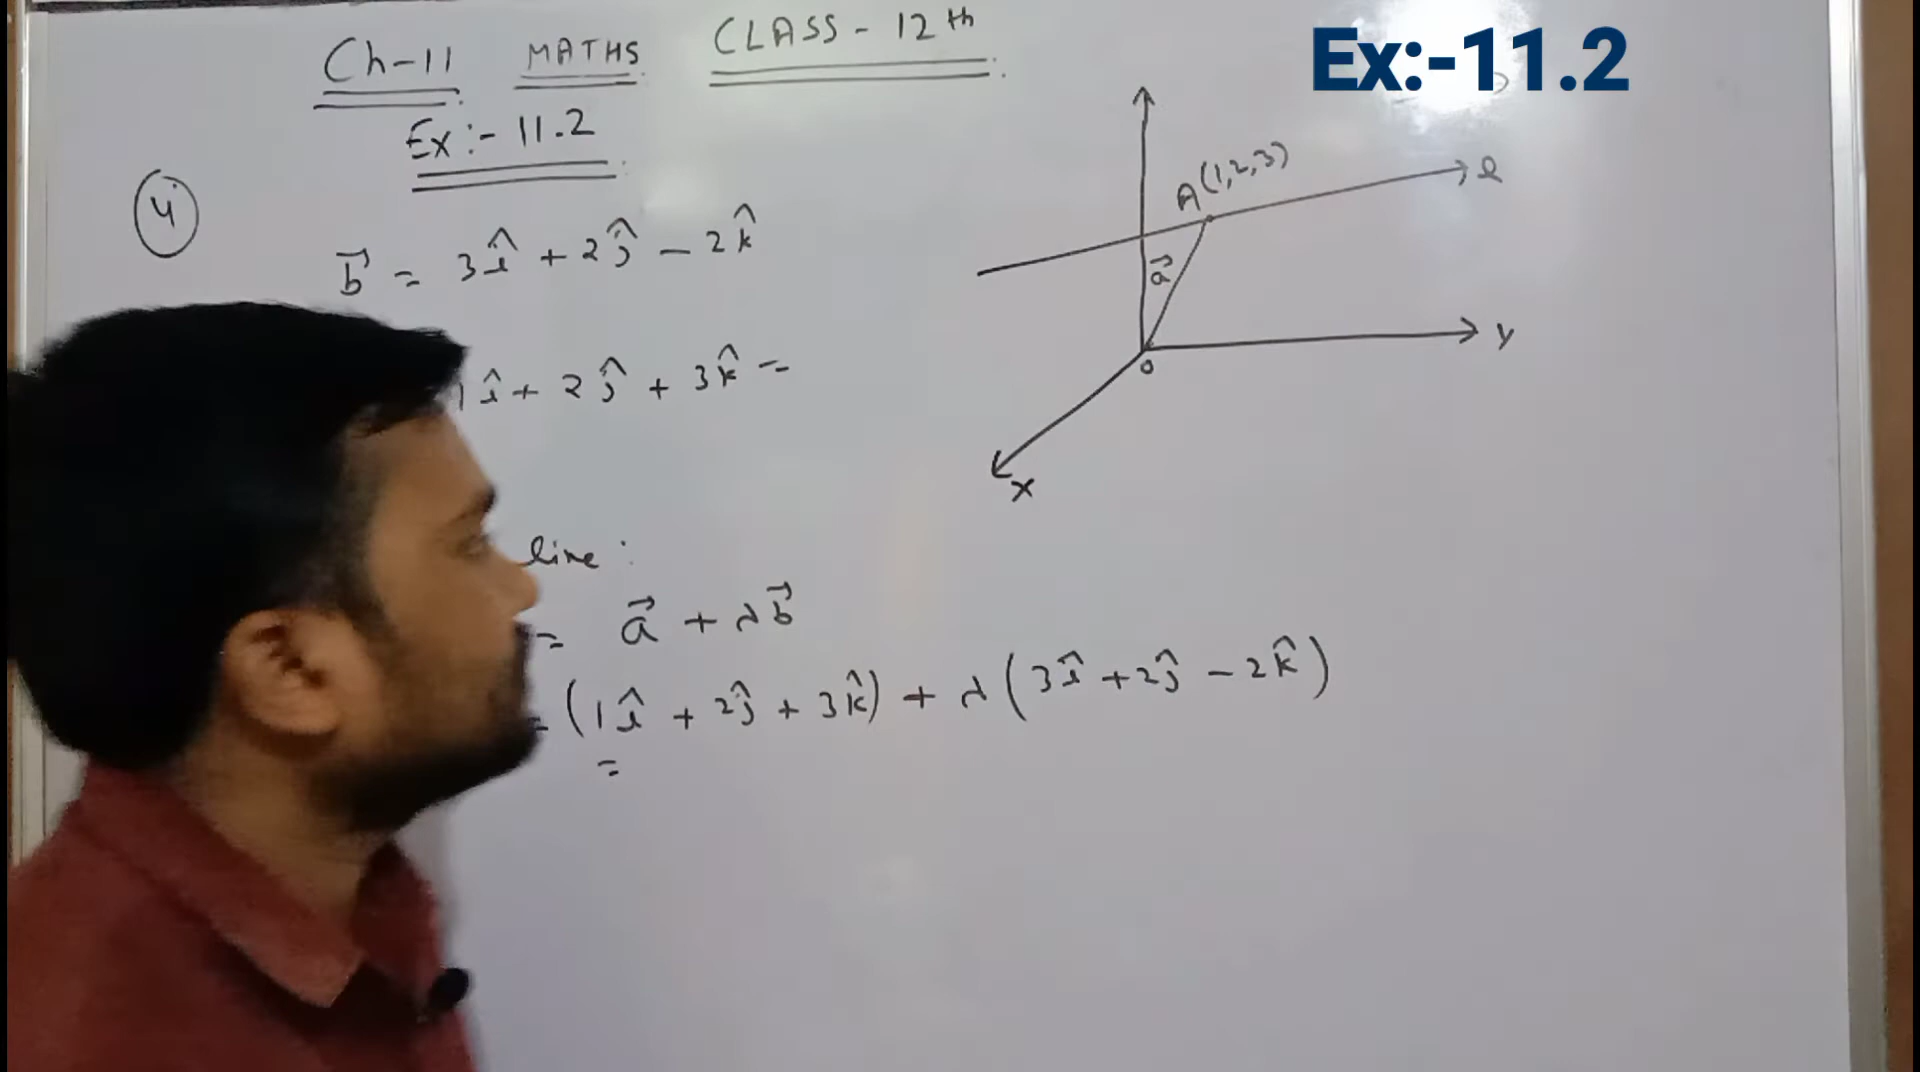 Ch-11 MATHS CLASS - 12th
Ex:-11.2
Ex:- 11.2
4
b⃗ = 3î + 2ĵ - 2k̂
1î + 2ĵ + 3k̂ =
line :
= a⃗ + λb⃗
= (1î + 2ĵ + 3k̂) + λ(3î + 2ĵ - 2k̂)
=
A(1,2,3)
l
a⃗
O
y
x